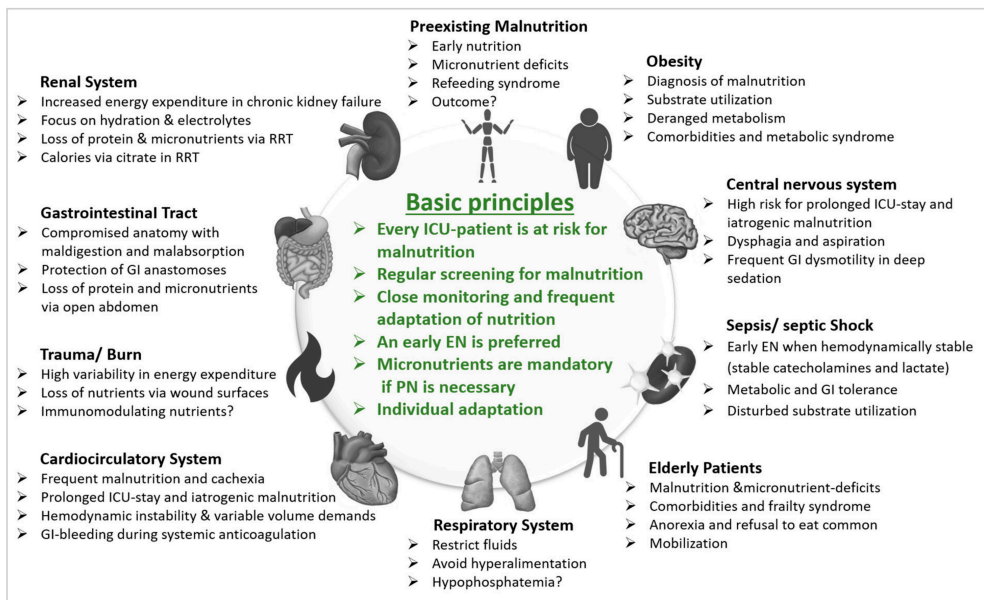 Preexisting Malnutrition
➢ Early nutrition
➢ Micronutrient deficits
➢ Refeeding syndrome
➢ Outcome?
Obesity
➢ Diagnosis of malnutrition
➢ Substrate utilization
➢ Deranged metabolism
➢ Comorbidities and metabolic syndrome
Central nervous system
➢ High risk for prolonged ICU-stay and
iatrogenic malnutrition
➢ Dysphagia and aspiration
➢ Frequent GI dysmotility in deep
sedation
Sepsis/ septic Shock
➢ Early EN when hemodynamically stable
(stable catecholamines and lactate)
➢ Metabolic and GI tolerance
➢ Disturbed substrate utilization
Elderly Patients
➢ Malnutrition &micronutrient-deficits
➢ Comorbidities and frailty syndrome
➢ Anorexia and refusal to eat common
➢ Mobilization
Respiratory System
➢ Restrict fluids
➢ Avoid hyperalimentation
➢ Hypophosphatemia?
Cardiocirculatory System
➢ Frequent malnutrition and cachexia
➢ Prolonged ICU-stay and iatrogenic malnutrition
➢ Hemodynamic instability & variable volume demands
➢ GI-bleeding during systemic anticoagulation
Trauma/ Burn
➢ High variability in energy expenditure
➢ Loss of nutrients via wound surfaces
➢ Immunomodulating nutrients?
Gastrointestinal Tract
➢ Compromised anatomy with
maldigestion and malabsorption
➢ Protection of GI anastomoses
➢ Loss of protein and micronutrients
via open abdomen
Renal System
➢ Increased energy expenditure in chronic kidney failure
➢ Focus on hydration & electrolytes
➢ Loss of protein & micronutrients via RRT
➢ Calories via citrate in RRT
Basic principles
➢ Every ICU-patient is at risk for
malnutrition
➢ Regular screening for malnutrition
➢ Close monitoring and frequent
adaptation of nutrition
➢ An early EN is preferred
➢ Micronutrients are mandatory
if PN is necessary
➢ Individual adaptation